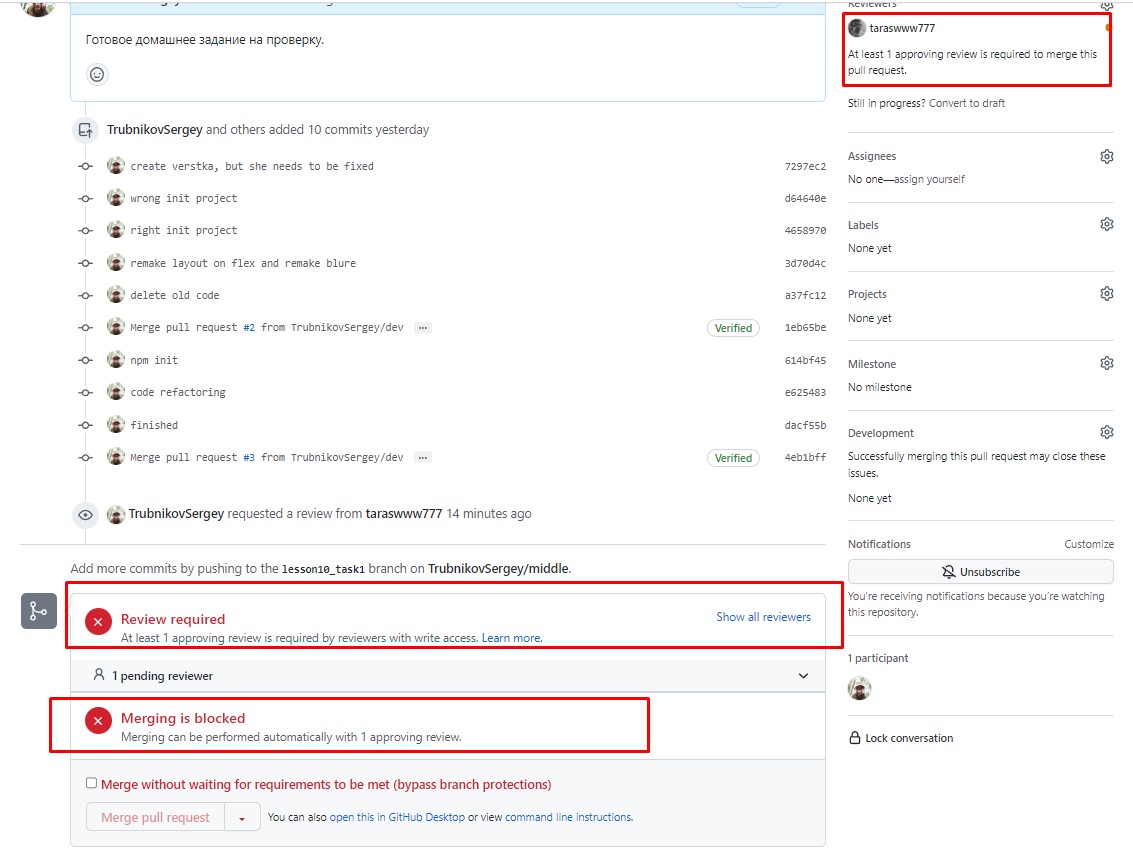 Готовое домашнее задание на проверку.
TrubnikovSergey and others added 10 commits yesterday
create verstka, but she needs to be fixed 7297ec2
wrong init project d64640e
right init project 4658970
remake layout on flex and remake blure 3d70d4c
delete old code a37fc12
Merge pull request #2 from TrubnikovSergey/dev ... Verified 1eb65be
npm init 614bf45
code refactoring e625483
finished dacf55b
Merge pull request #3 from TrubnikovSergey/dev ... Verified 4eb1bff
TrubnikovSergey requested a review from taraswww777 14 minutes ago
Add more commits by pushing to the lesson10_task1 branch on TrubnikovSergey/middle.
Review required
Show all reviewers
At least 1 approving review is required by reviewers with write access. Learn more.
1 pending reviewer
Merging is blocked
Merging can be performed automatically with 1 approving review.
Merge without waiting for requirements to be met (bypass branch protections)
Merge pull request
You can also open this in GitHub Desktop or view command line instructions.
Reviewers
taraswww777
At least 1 approving review is required to merge this
pull request.
Still in progress? Convert to draft
Assignees
No one—assign yourself
Labels
None yet
Projects
None yet
Milestone
No milestone
Development
Successfully merging this pull request may close these
issues.
None yet
Notifications
Customize
Unsubscribe
You're receiving notifications because you're watching
this repository.
1 participant
Lock conversation